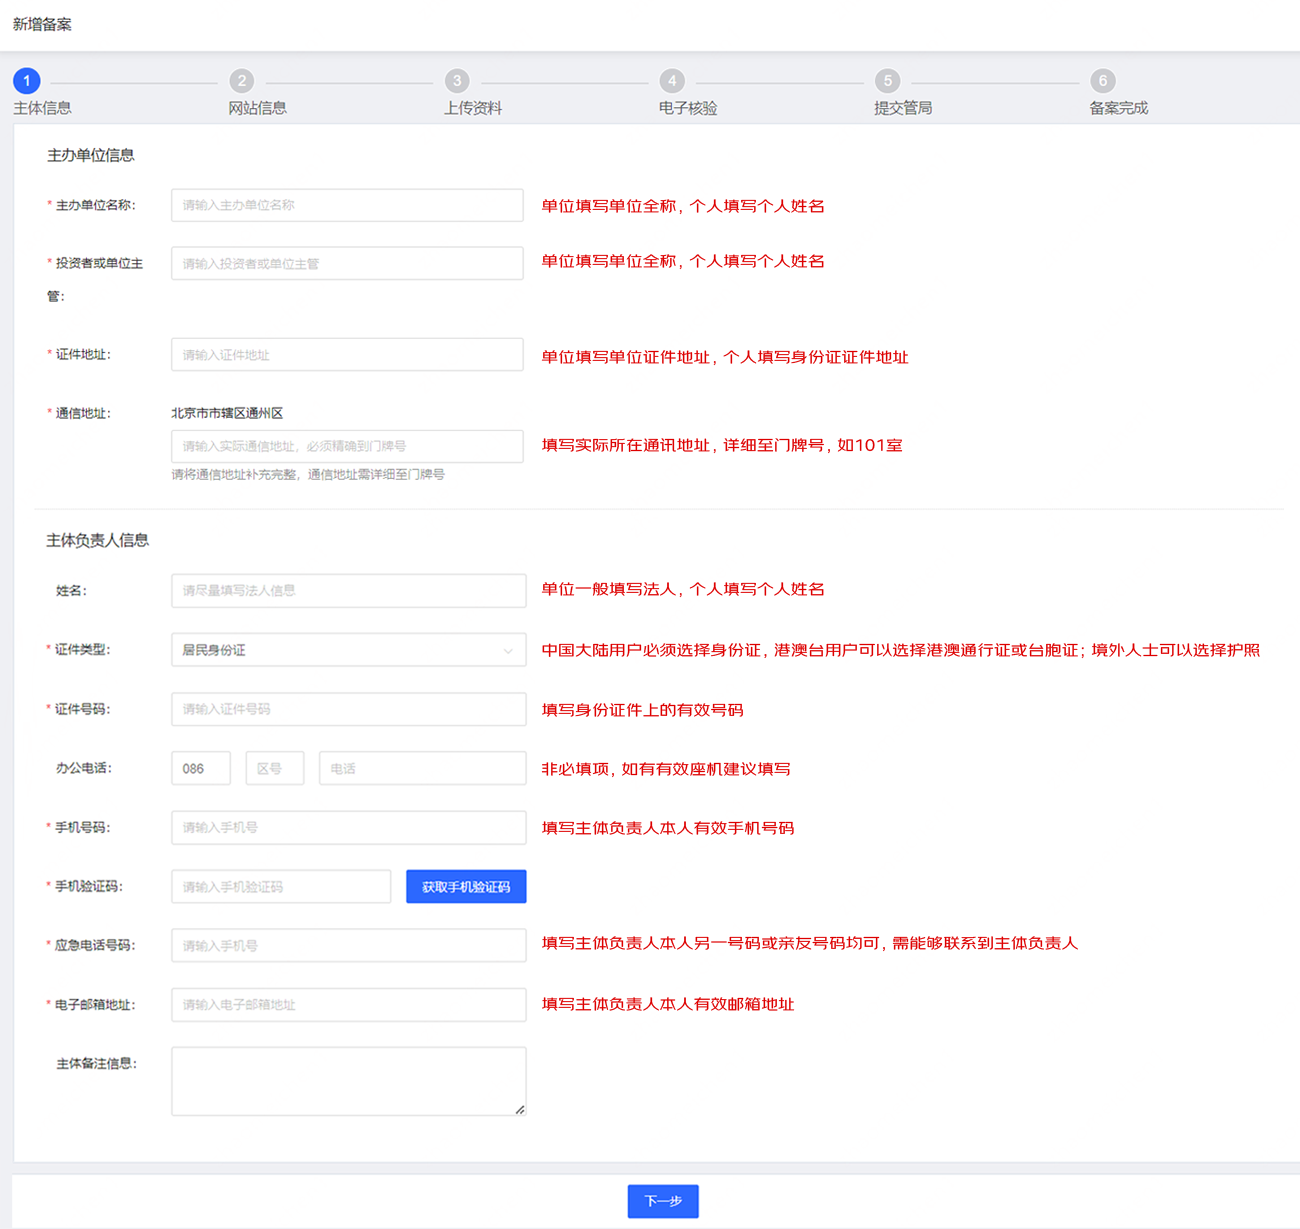 新增备案
1
2
3
4
5
6
主体信息
网站信息
上传资料
电子核验
提交管局
备案完成
主办单位信息
* 主办单位名称：
请输入主办单位名称
单位填写单位全称，个人填写个人姓名
* 投资者或单位主
管：
请输入投资者或单位主管
单位填写单位全称，个人填写个人姓名
* 证件地址：
请输入证件地址
单位填写单位证件地址，个人填写身份证证件地址
* 通信地址：
北京市市辖区通州区
请输入实际通信地址，必须精确到门牌号
填写实际所在通讯地址，详细至门牌号，如101室
请将通信地址补充完整，通信地址需详细至门牌号
主体负责人信息
姓名：
请尽量填写法人信息
单位一般填写法人，个人填写个人姓名
* 证件类型：
居民身份证
中国大陆用户必须选择身份证，港澳台用户可以选择港澳通行证或台胞证；境外人士可以选择护照
* 证件号码：
请输入证件号码
填写身份证件上的有效号码
办公电话：
086
区号
电话
非必填项，如有有效座机建议填写
* 手机号码：
请输入手机号
填写主体负责人本人有效手机号码
* 手机验证码：
请输入手机验证码
获取手机验证码
* 应急电话号码：
请输入手机号
填写主体负责人本人另一号码或亲友号码均可，需能够联系到主体负责人
* 电子邮箱地址：
请输入电子邮箱地址
填写主体负责人本人有效邮箱地址
主体备注信息：
下一步